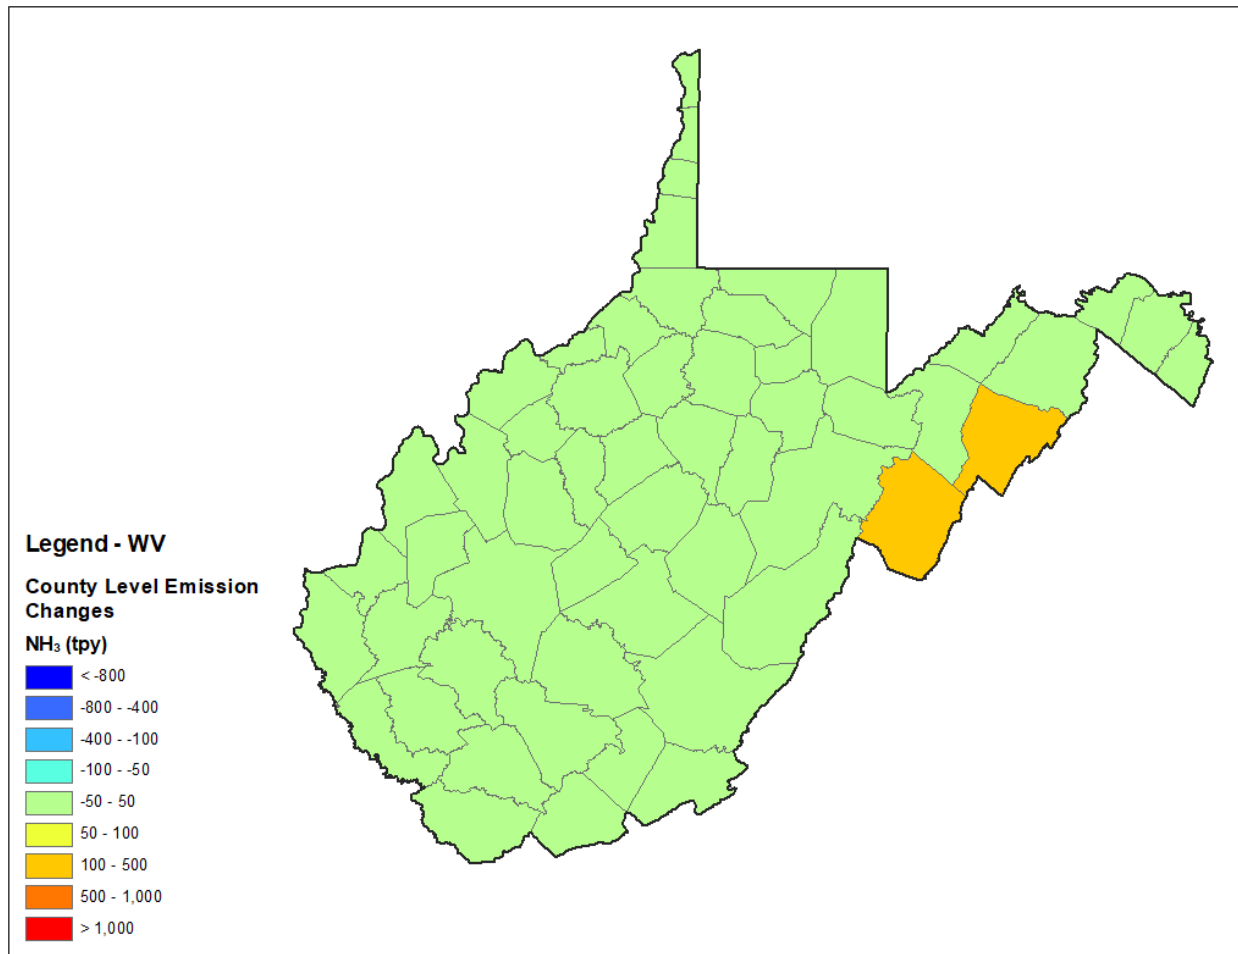 Legend - WV
County Level Emission
Changes
NH₃ (tpy)
< -800
-800 - -400
-400 - -100
-100 - -50
-50 - 50
50 - 100
100 - 500
500 - 1,000
> 1,000